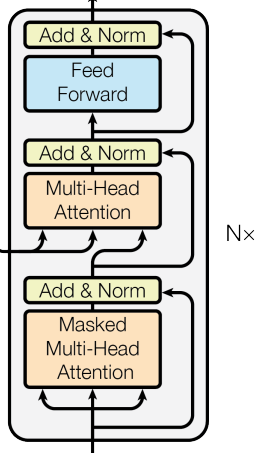 Add & Norm
Feed
Forward
Add & Norm
Multi-Head
Attention
N×
Add & Norm
Masked
Multi-Head
Attention